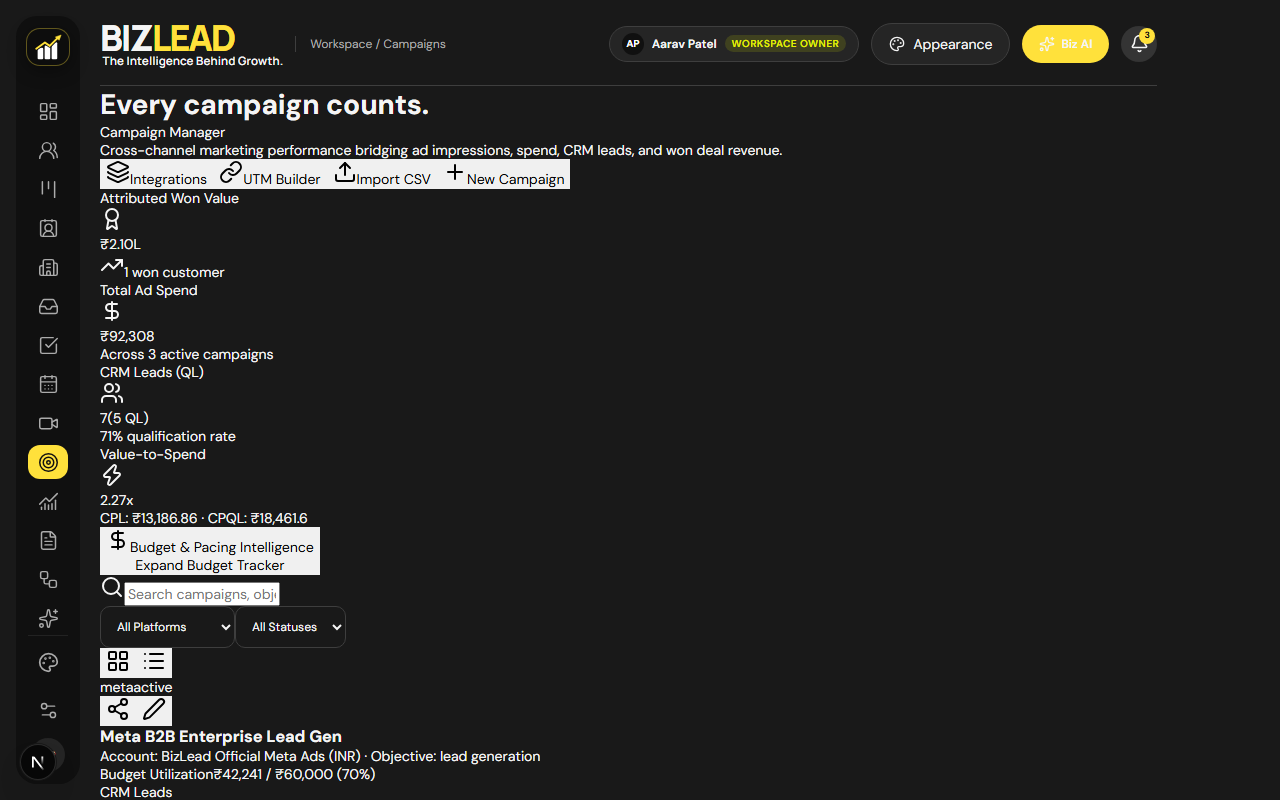 BIZLEAD
The Intelligence Behind Growth.
Workspace / Campaigns
AP Aarav Patel WORKSPACE OWNER
Appearance
Biz AI
3
Every campaign counts.
Campaign Manager
Cross-channel marketing performance bridging ad impressions, spend, CRM leads, and won deal revenue.
Integrations UTM Builder Import CSV New Campaign
Attributed Won Value
₹2.10L
1 won customer
Total Ad Spend
₹92,308
Across 3 active campaigns
CRM Leads (QL)
7(5 QL)
71% qualification rate
Value-to-Spend
2.27x
CPL: ₹13,186.86 · CPQL: ₹18,461.6
Budget & Pacing Intelligence
Expand Budget Tracker
Search campaigns, obj
All Platforms All Statuses
metaactive
Meta B2B Enterprise Lead Gen
Account: BizLead Official Meta Ads (INR) · Objective: lead generation
Budget Utilization₹42,241 / ₹60,000 (70%)
CRM Leads
N